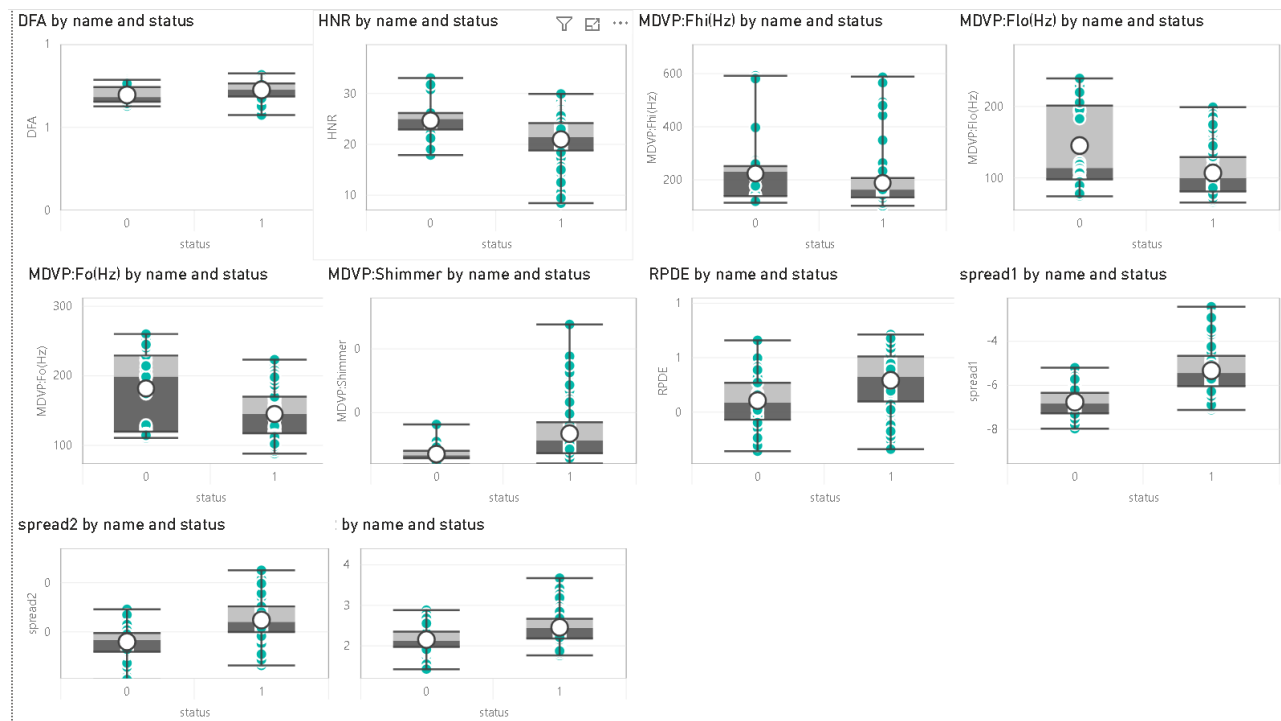 DFA by name and status
1
1
0
DFA
0
1
status
HNR by name and status
30
20
10
HNR
0
1
status
MDVP:Fhi(Hz) by name and status
600
400
200
MDVP:Fhi(Hz)
0
1
status
MDVP:Flo(Hz) by name and status
200
100
MDVP:Flo(Hz)
0
1
status
MDVP:Fo(Hz) by name and status
300
200
100
MDVP:Fo(Hz)
0
1
status
MDVP:Shimmer by name and status
0
0
MDVP:Shimmer
0
1
status
RPDE by name and status
1
1
0
RPDE
0
1
status
spread1 by name and status
-4
-6
-8
spread1
0
1
status
spread2 by name and status
0
0
spread2
0
1
status
by name and status
4
3
2
0
1
status